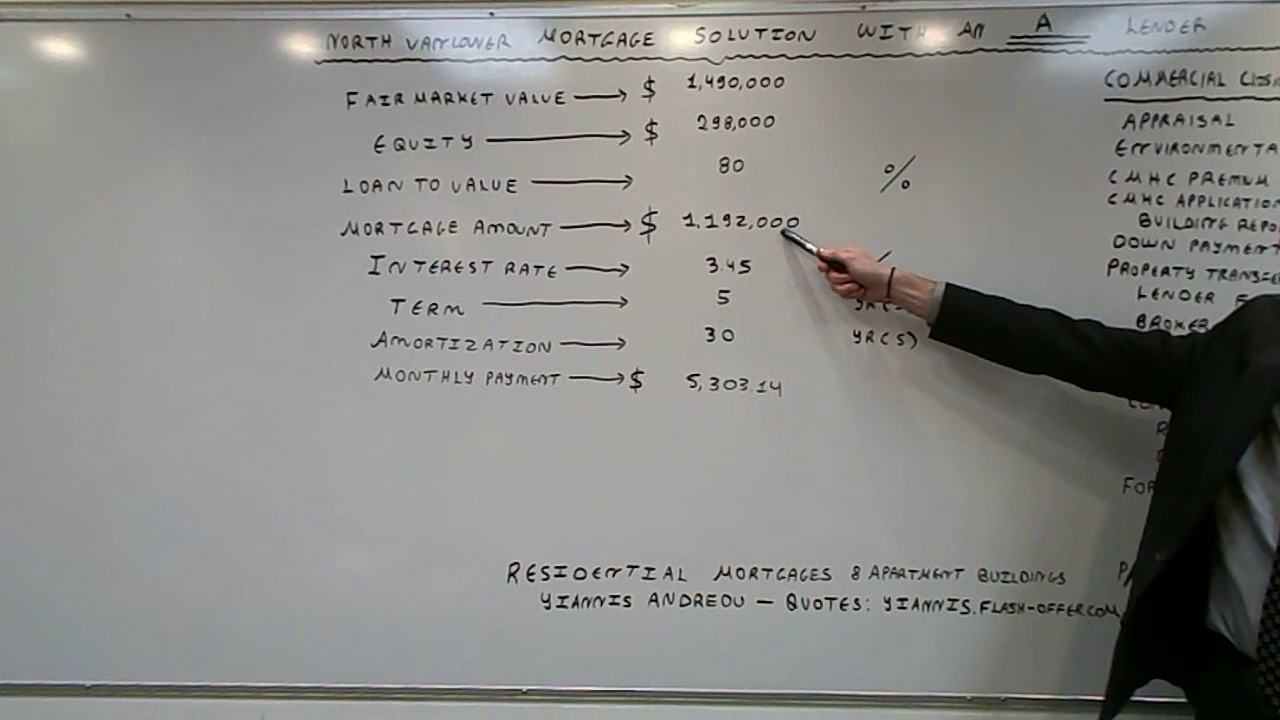 NORTH VANCOUVER MORTGAGE SOLUTION WITH AN A LENDER
FAIR MARKET VALUE → $ 1,490,000
EQUITY → $ 298,000
LOAN TO VALUE → 80 %
MORTGAGE AMOUNT → $ 1,192,000
INTEREST RATE → 3.45
TERM → 5
AMORTIZATION → 30 YR(S)
MONTHLY PAYMENT → $ 5,303.14
RESIDENTIAL MORTGAGES & APARTMENT BUILDINGS
YIANNIS ANDREOU — QUOTES: YIANNIS.FLASH-OFFER.COM
COMMERCIAL
APPRAISAL
CMHC PREMIUM
CMHC APPLICATION
BUILDING
DOWN PAYMENT
PROPERTY
LENDER
BROKER